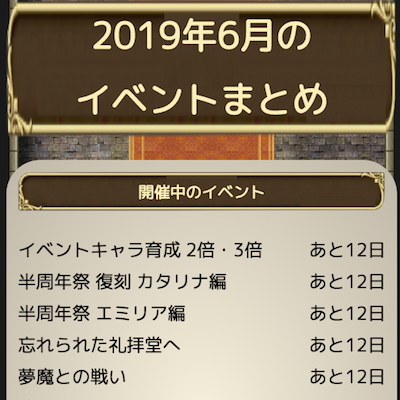 2019年6月の
イベントまとめ
開催中のイベント
イベントキャラ育成 2倍・3倍 あと12日
半周年祭 復刻 カタリナ編 あと12日
半周年祭 エミリア編 あと12日
忘れられた礼拝堂へ あと12日
夢魔との戦い あと12日